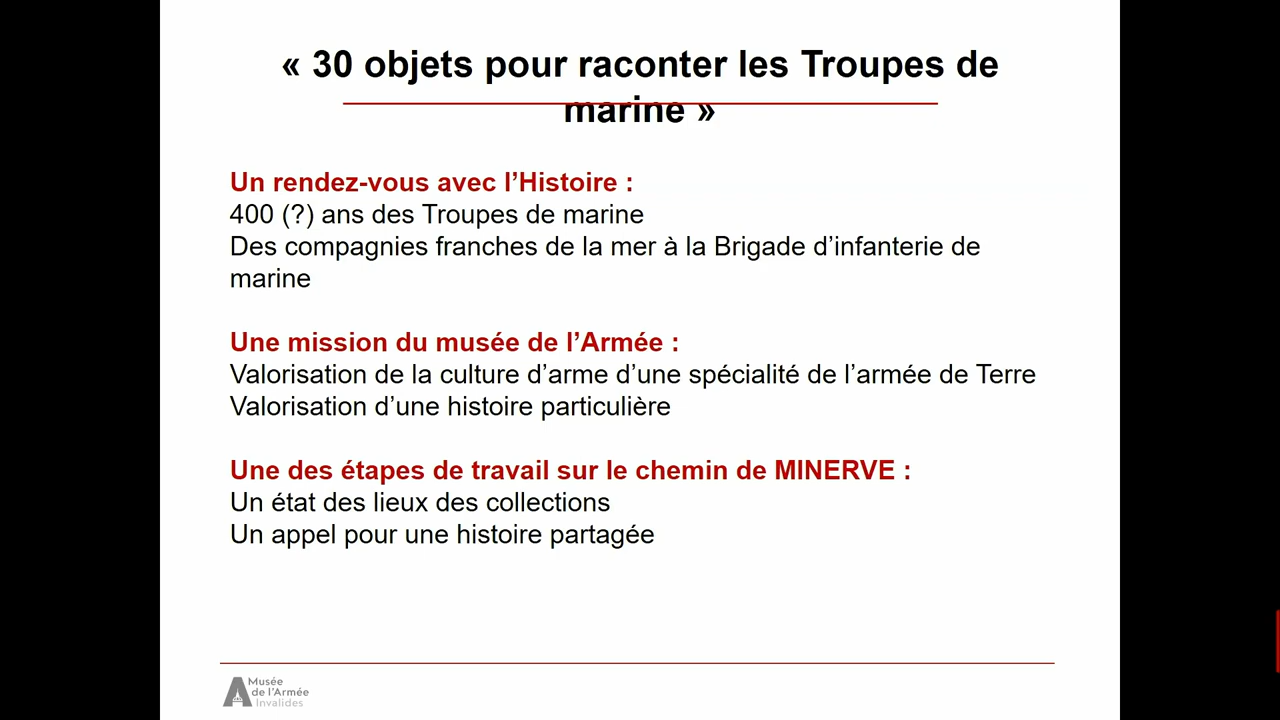 « 30 objets pour raconter les Troupes de
marine »
Un rendez-vous avec l’Histoire :
400 (?) ans des Troupes de marine
Des compagnies franches de la mer à la Brigade d’infanterie de
marine
Une mission du musée de l’Armée :
Valorisation de la culture d’arme d’une spécialité de l’armée de Terre
Valorisation d’une histoire particulière
Une des étapes de travail sur le chemin de MINERVE :
Un état des lieux des collections
Un appel pour une histoire partagée
Musée
de l’Armée
Invalides